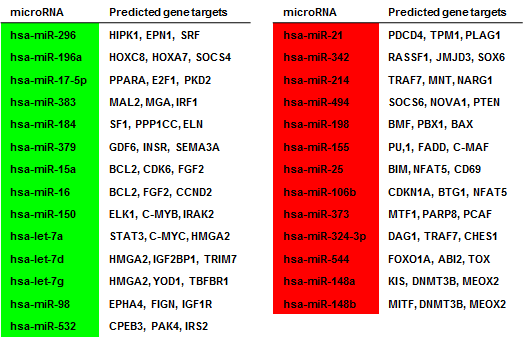 microRNA Predicted gene targets
hsa-miR-296 HIPK1, EPN1, SRF
hsa-miR-196a HOXC8, HOXA7, SOCS4
hsa-miR-17-5p PPARA, E2F1, PKD2
hsa-miR-383 MAL2, MGA, IRF1
hsa-miR-184 SF1, PPP1CC, ELN
hsa-miR-379 GDF6, INSR, SEMA3A
hsa-miR-15a BCL2, CDK6, FGF2
hsa-miR-16 BCL2, FGF2, CCND2
hsa-miR-150 ELK1, C-MYB, IRAK2
hsa-let-7a STAT3, C-MYC, HMGA2
hsa-let-7d HMGA2, IGF2BP1, TRIM7
hsa-let-7g HMGA2, YOD1, TBFBR1
hsa-miR-98 EPHA4, FIGN, IGF1R
hsa-miR-532 CPEB3, PAK4, IRS2
microRNA Predicted gene targets
hsa-miR-21 PDCD4, TPM1, PLAG1
hsa-miR-342 RASSF1, JMJD3, SOX6
hsa-miR-214 TRAF7, MNT, NARG1
hsa-miR-494 SOCS6, NOVA1, PTEN
hsa-miR-198 BMF, PBX1, BAX
hsa-miR-155 PU,1, FADD, C-MAF
hsa-miR-25 BIM, NFAT5, CD69
hsa-miR-106b CDKN1A, BTG1, NFAT5
hsa-miR-373 MTF1, PARP8, PCAF
hsa-miR-324-3p DAG1, TRAF7, CHES1
hsa-miR-544 FOXO1A, ABI2, TOX
hsa-miR-148a KIS, DNMT3B, MEOX2
hsa-miR-148b MITF, DNMT3B, MEOX2